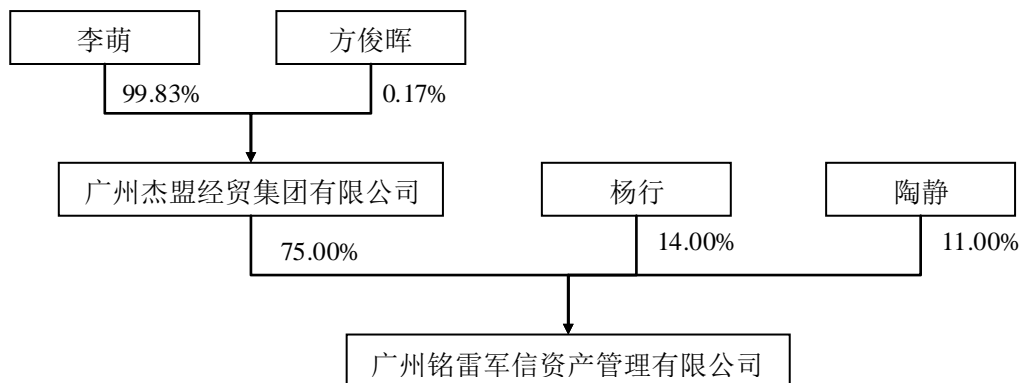 李萌
方俊晖
99.83%
0.17%
广州杰盟经贸集团有限公司
杨行
陶静
75.00%
14.00%
11.00%
广州铭雷军信资产管理有限公司